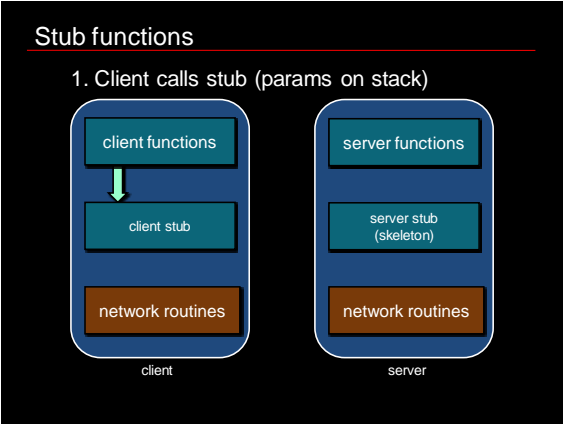 Stub functions
1. Client calls stub (params on stack)
client functions
client stub
network routines
client
server functions
server stub
(skeleton)
network routines
server